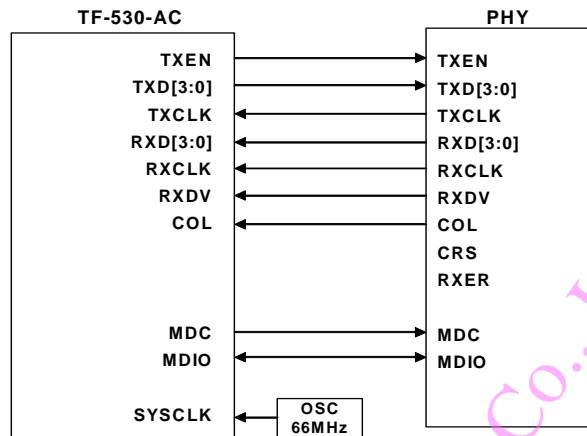 TF-530-AC PHY
TXEN TXEN
TXD[3:0] TXD[3:0]
TXCLK TXCLK
RXD[3:0] RXD[3:0]
RXCLK RXCLK
RXDV RXDV
COL COL
CRS
RXER
MDC MDC
MDIO MDIO
SYSCLK OSC
66MHz
Co.,